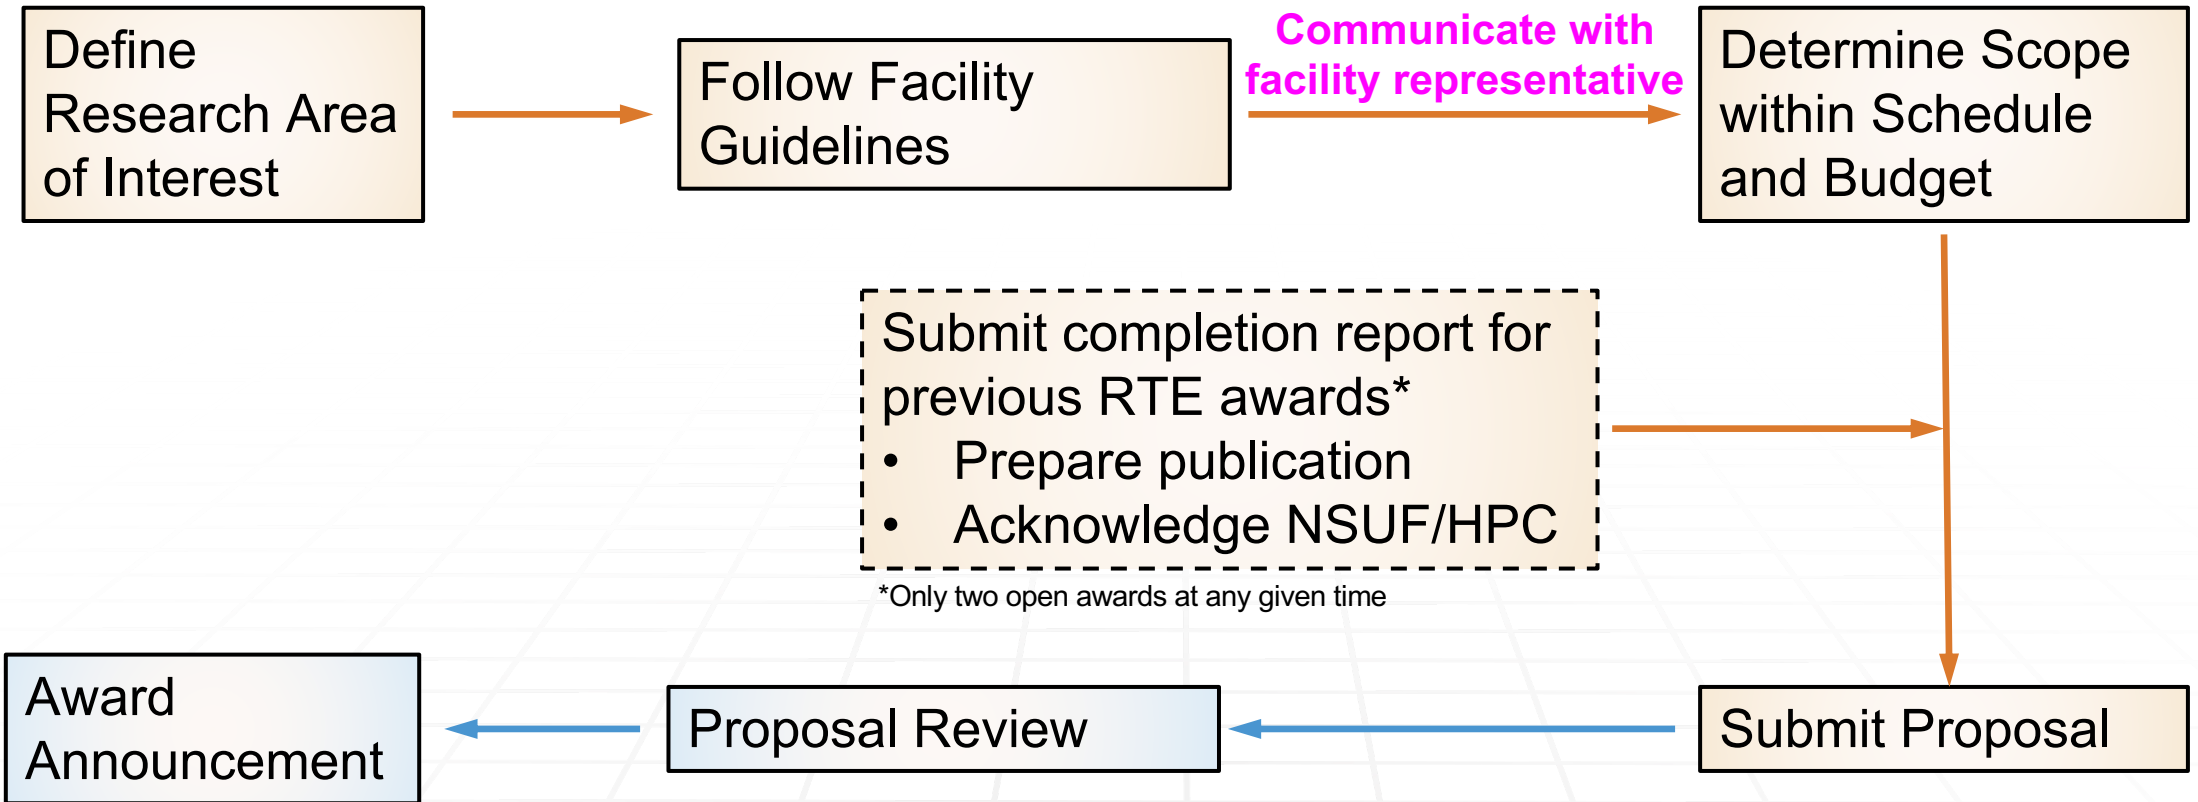 Define
Research Area
of Interest
Follow Facility
Guidelines
Communicate with
facility representative
Determine Scope
within Schedule
and Budget
Submit completion report for
previous RTE awards*
• Prepare publication
• Acknowledge NSUF/HPC
*Only two open awards at any given time
Award
Announcement
Proposal Review
Submit Proposal